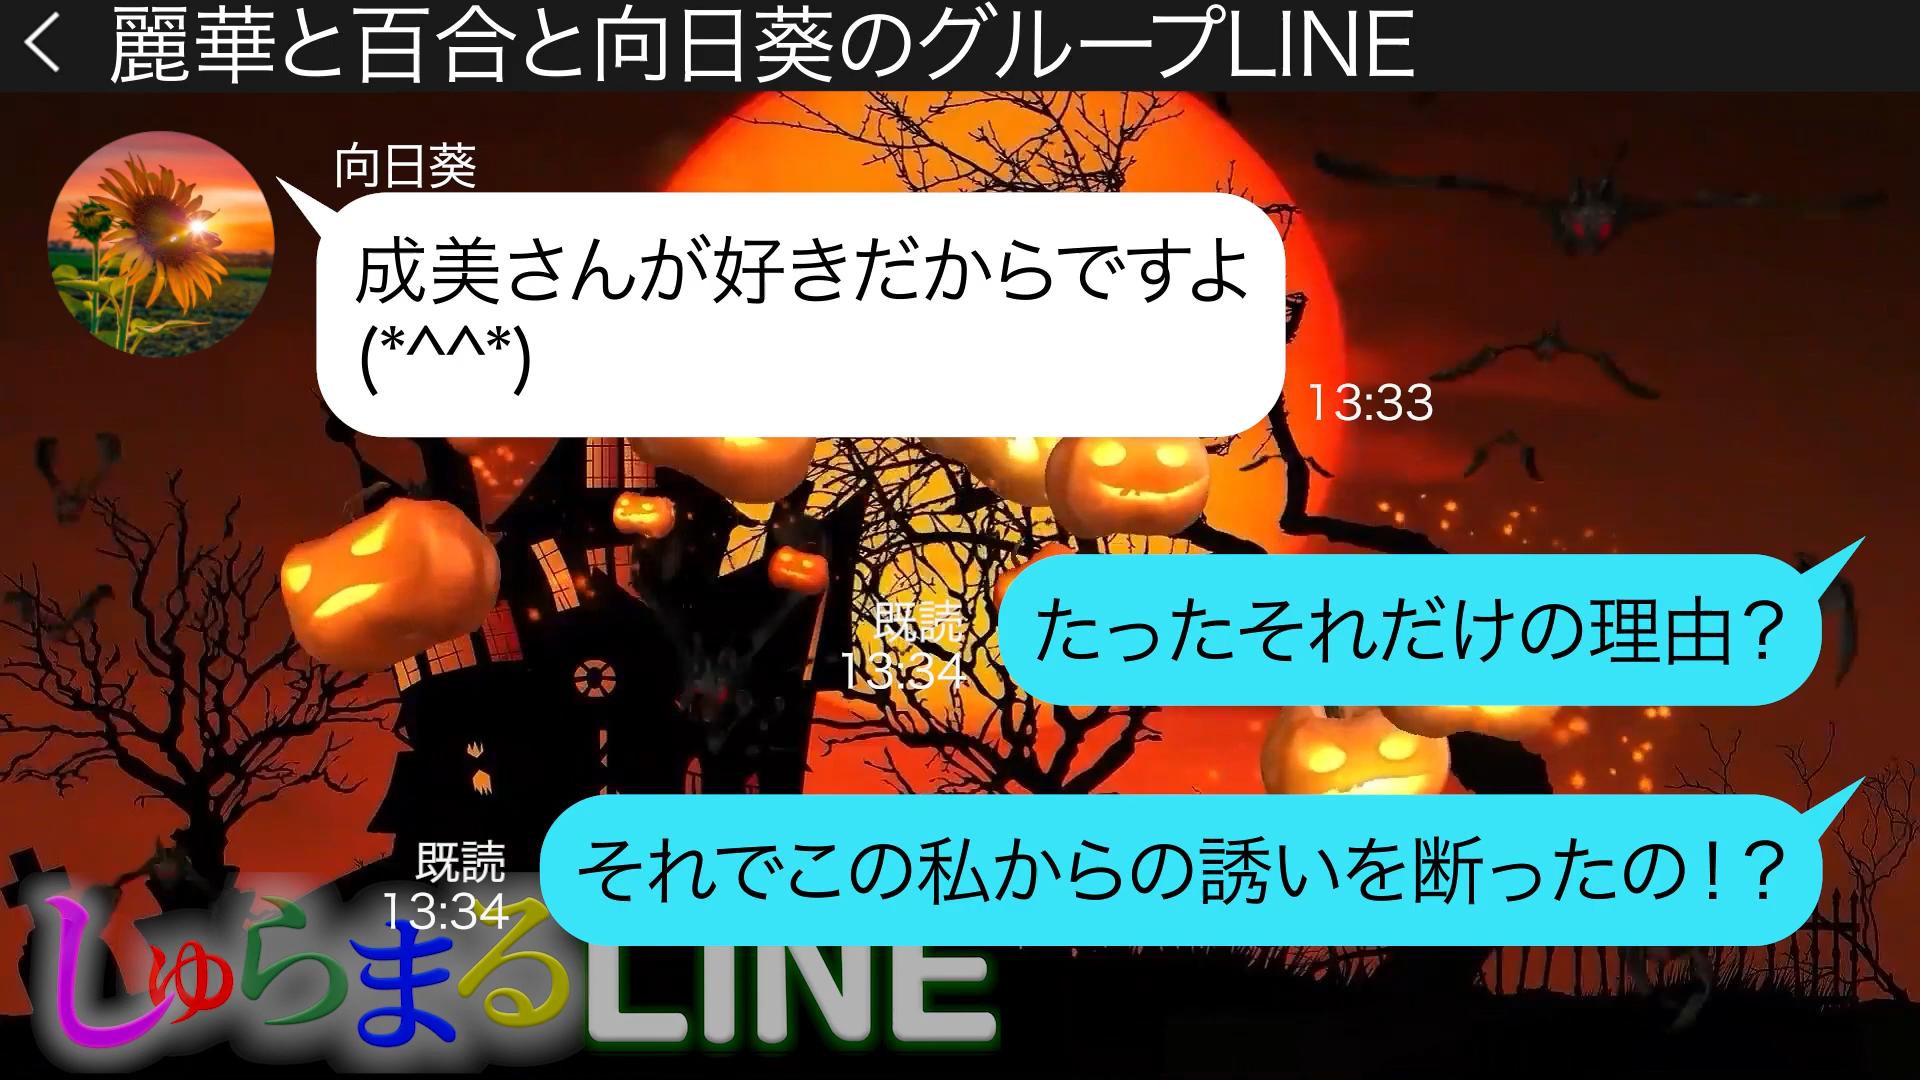 麗華と百合と向日葵のグループLINE
向日葵
成美さんが好きだからですよ
(*^^*)
13:33
たったそれだけの理由？
既読
13:34
それでこの私からの誘いを断ったの！？
既読
13:34
しゅらまるLINE